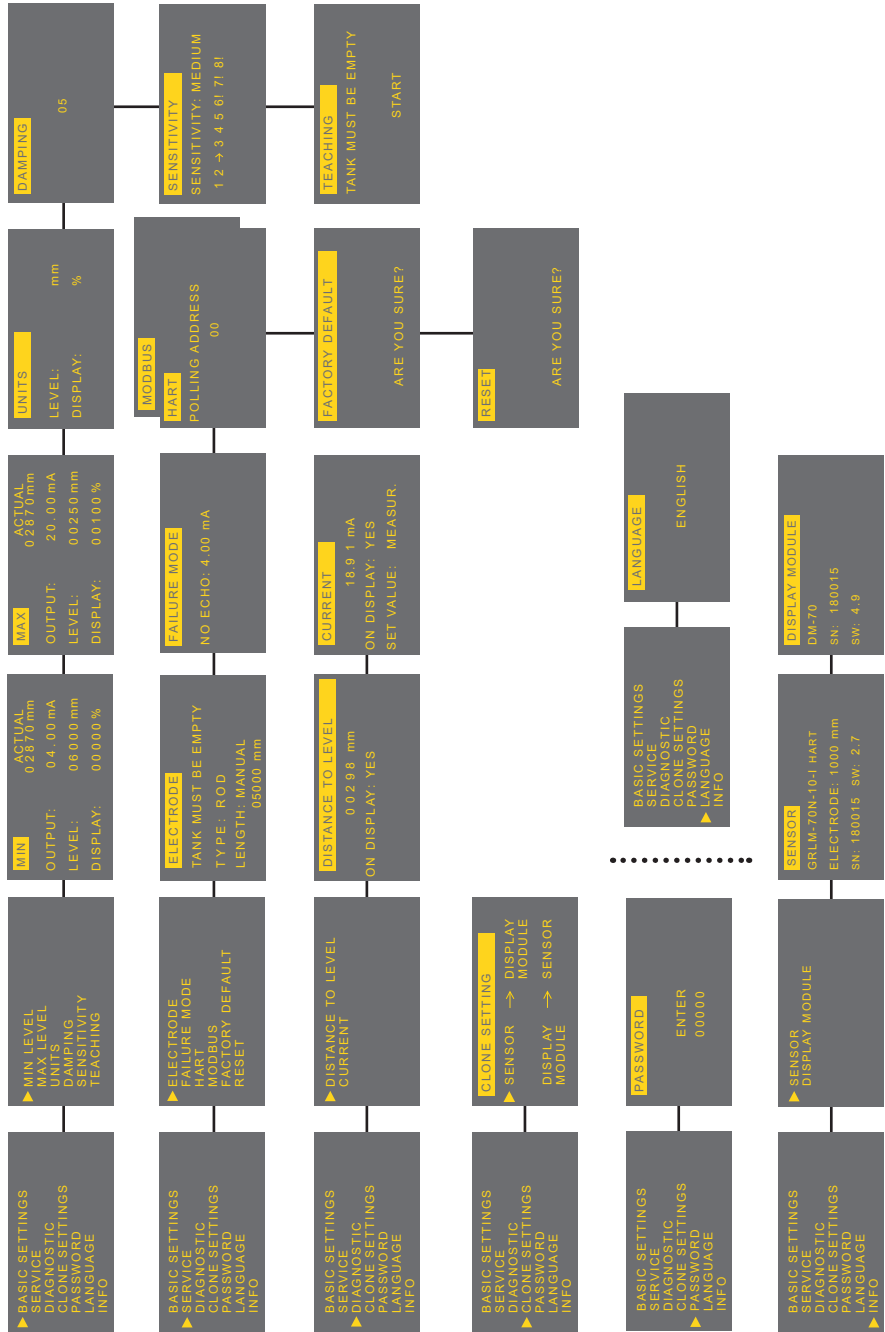 BASIC SETTINGS
SERVICE
DIAGNOSTIC
CLONE SETTINGS
PASSWORD
LANGUAGE
INFO
MIN LEVEL
MAX LEVEL
UNITS
DAMPING
SENSITIVITY
TEACHING
MIN ACTUAL
02870mm
OUTPUT: 04.00mA
LEVEL: 06000mm
DISPLAY: 00000%
MAX ACTUAL
02870mm
OUTPUT: 20.00mA
LEVEL: 00250mm
DISPLAY: 00100%
UNITS
LEVEL: mm
DISPLAY: %
DAMPING
05
SENSITIVITY
SENSITIVITY: MEDIUM
1 2 → 3 4 5 6! 7! 8!
TEACHING
TANK MUST BE EMPTY
START
BASIC SETTINGS
SERVICE
DIAGNOSTIC
CLONE SETTINGS
PASSWORD
LANGUAGE
INFO
ELECTRODE
FAILURE MODE
HART
MODBUS
FACTORY DEFAULT
RESET
ELECTRODE
TANK MUST BE EMPTY
TYPE: ROD
LENGTH: MANUAL
05000 mm
FAILURE MODE
NO ECHO: 4.00 mA
MODBUS
HART
POLLING ADDRESS
00
FACTORY DEFAULT
ARE YOU SURE?
RESET
ARE YOU SURE?
BASIC SETTINGS
SERVICE
DIAGNOSTIC
CLONE SETTINGS
PASSWORD
LANGUAGE
INFO
DISTANCE TO LEVEL
CURRENT
DISTANCE TO LEVEL
00298 mm
ON DISPLAY: YES
CURRENT
18.91 mA
ON DISPLAY: YES
SET VALUE: MEASUR.
BASIC SETTINGS
SERVICE
DIAGNOSTIC
CLONE SETTINGS
PASSWORD
LANGUAGE
INFO
CLONE SETTING
SENSOR → DISPLAY
MODULE
DISPLAY → SENSOR
MODULE
BASIC SETTINGS
SERVICE
DIAGNOSTIC
CLONE SETTINGS
PASSWORD
LANGUAGE
INFO
PASSWORD
ENTER
00000
BASIC SETTINGS
SERVICE
DIAGNOSTIC
CLONE SETTINGS
PASSWORD
LANGUAGE
INFO
LANGUAGE
ENGLISH
BASIC SETTINGS
SERVICE
DIAGNOSTIC
CLONE SETTINGS
PASSWORD
LANGUAGE
INFO
SENSOR
DISPLAY MODULE
SENSOR
GRLM-70N-10-I HART
ELECTRODE: 1000 mm
SN: 180015 SW: 2.7
DISPLAY MODULE
DM-70
SN: 180015
SW: 4.9